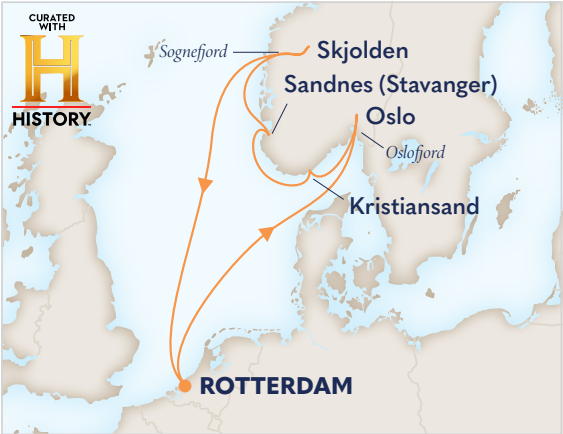 CURATED
WITH
H
HISTORY
Sognefjord
Skjolden
Sandnes (Stavanger)
Oslo
Oslofjord
Kristiansand
ROTTERDAM